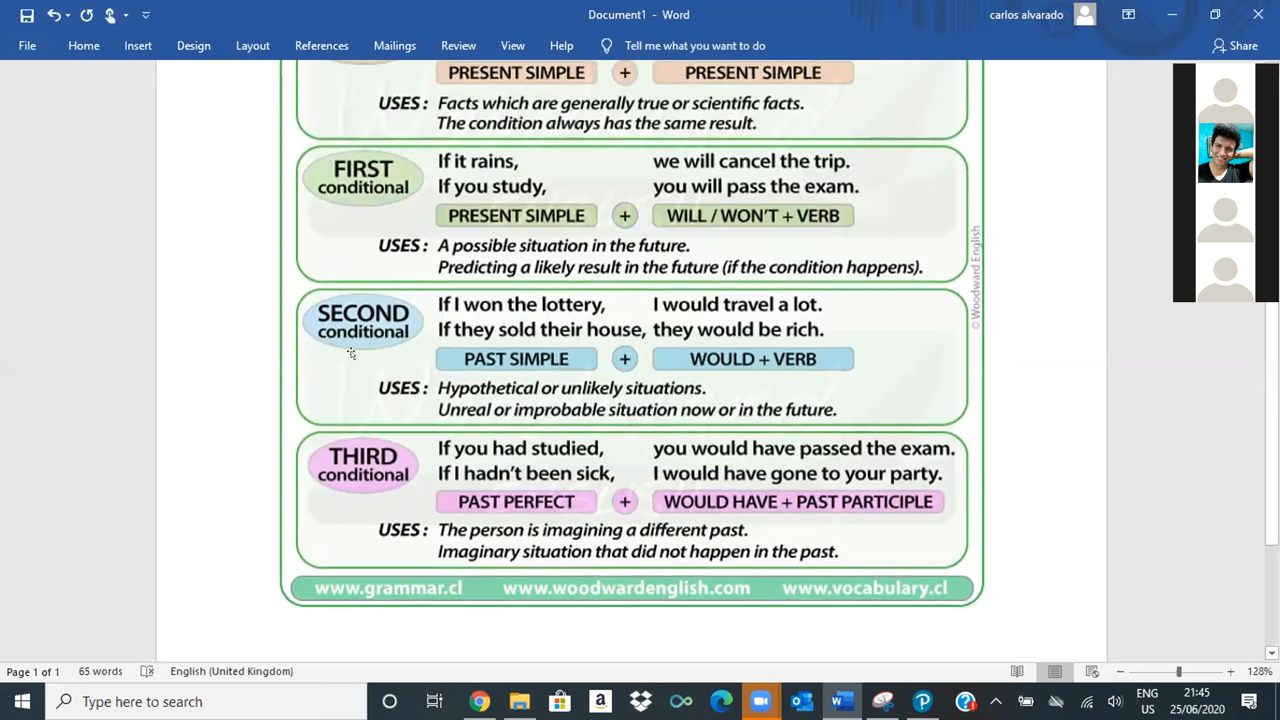 Document1 - Word
carlos alvarado
File Home Insert Design Layout References Mailings Review View Help Tell me what you want to do Share
PRESENT SIMPLE + PRESENT SIMPLE
USES: Facts which are generally true or scientific facts.
The condition always has the same result.
FIRST conditional
If it rains, we will cancel the trip.
If you study, you will pass the exam.
PRESENT SIMPLE + WILL / WON'T + VERB
USES: A possible situation in the future.
Predicting a likely result in the future (if the condition happens).
SECOND conditional
If I won the lottery, I would travel a lot.
If they sold their house, they would be rich.
PAST SIMPLE + WOULD + VERB
USES: Hypothetical or unlikely situations.
Unreal or improbable situation now or in the future.
THIRD conditional
If you had studied, you would have passed the exam.
If I hadn't been sick, I would have gone to your party.
PAST PERFECT + WOULD HAVE + PAST PARTICIPLE
USES: The person is imagining a different past.
Imaginary situation that did not happen in the past.
© Woodward English
www.grammar.cl www.woodwardenglish.com www.vocabulary.cl
Page 1 of 1 65 words English (United Kingdom) 128%
Type here to search
ENG 21:45
US 25/06/2020